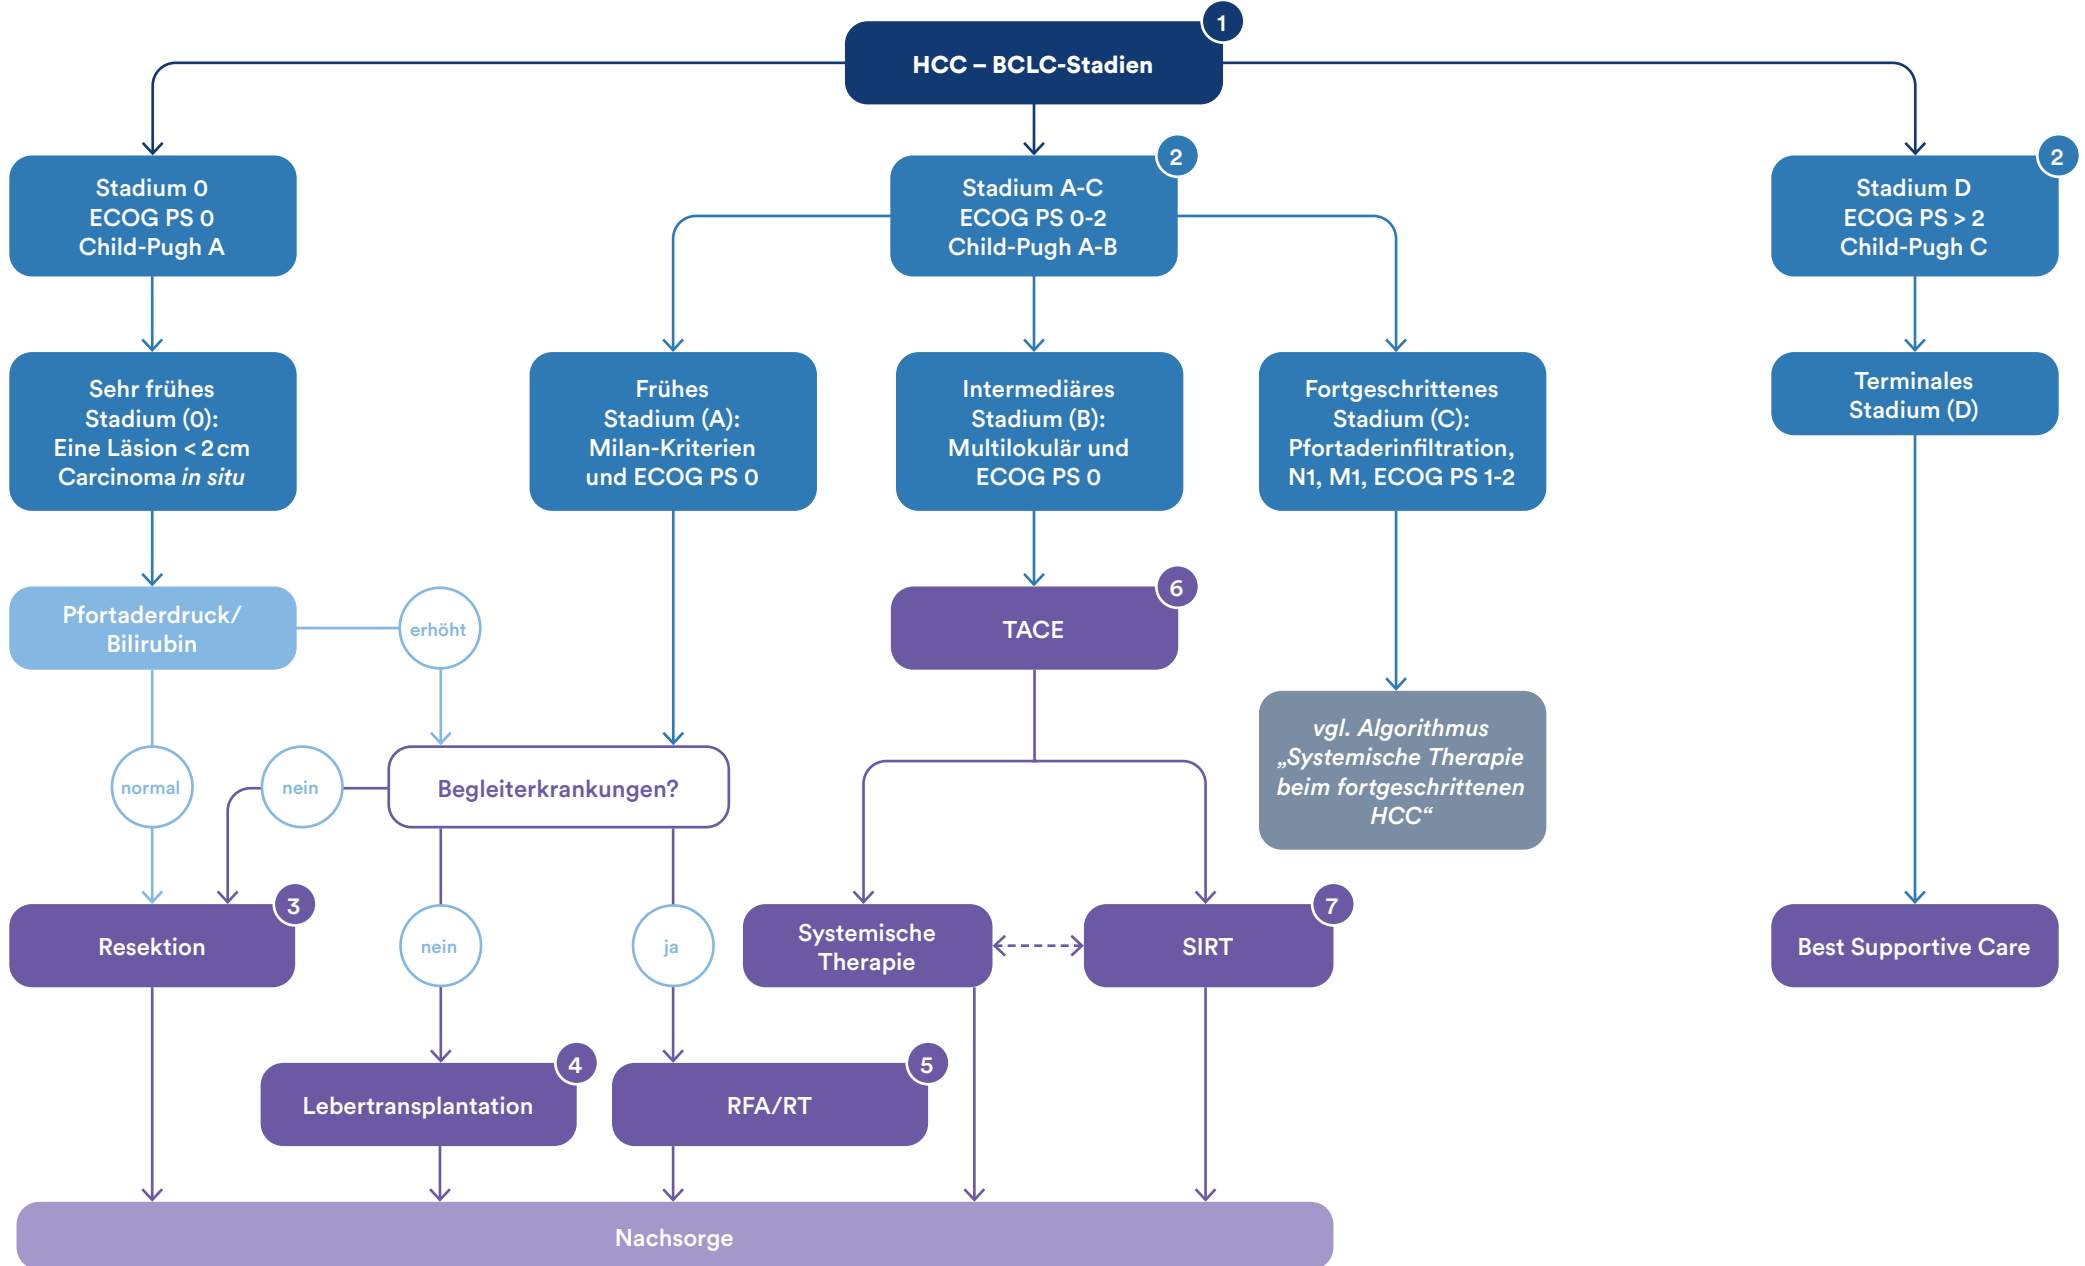 1
HCC – BCLC-Stadien
Stadium 0
ECOG PS 0
Child-Pugh A
2
Stadium A-C
ECOG PS 0-2
Child-Pugh A-B
2
Stadium D
ECOG PS > 2
Child-Pugh C
Sehr frühes
Stadium (0):
Eine Läsion < 2 cm
Carcinoma in situ
Frühes
Stadium (A):
Milan-Kriterien
und ECOG PS 0
Intermediäres
Stadium (B):
Multilokulär und
ECOG PS 0
Fortgeschrittenes
Stadium (C):
Pfortaderinfiltration,
N1, M1, ECOG PS 1-2
Terminales
Stadium (D)
Pfortaderdruck/
Bilirubin
erhöht
6
TACE
normal
nein
Begleiterkrankungen?
vgl. Algorithmus
„Systemische Therapie
beim fortgeschrittenen
HCC“
3
Resektion
nein
ja
Systemische
Therapie
7
SIRT
Best Supportive Care
4
Lebertransplantation
5
RFA/RT
Nachsorge